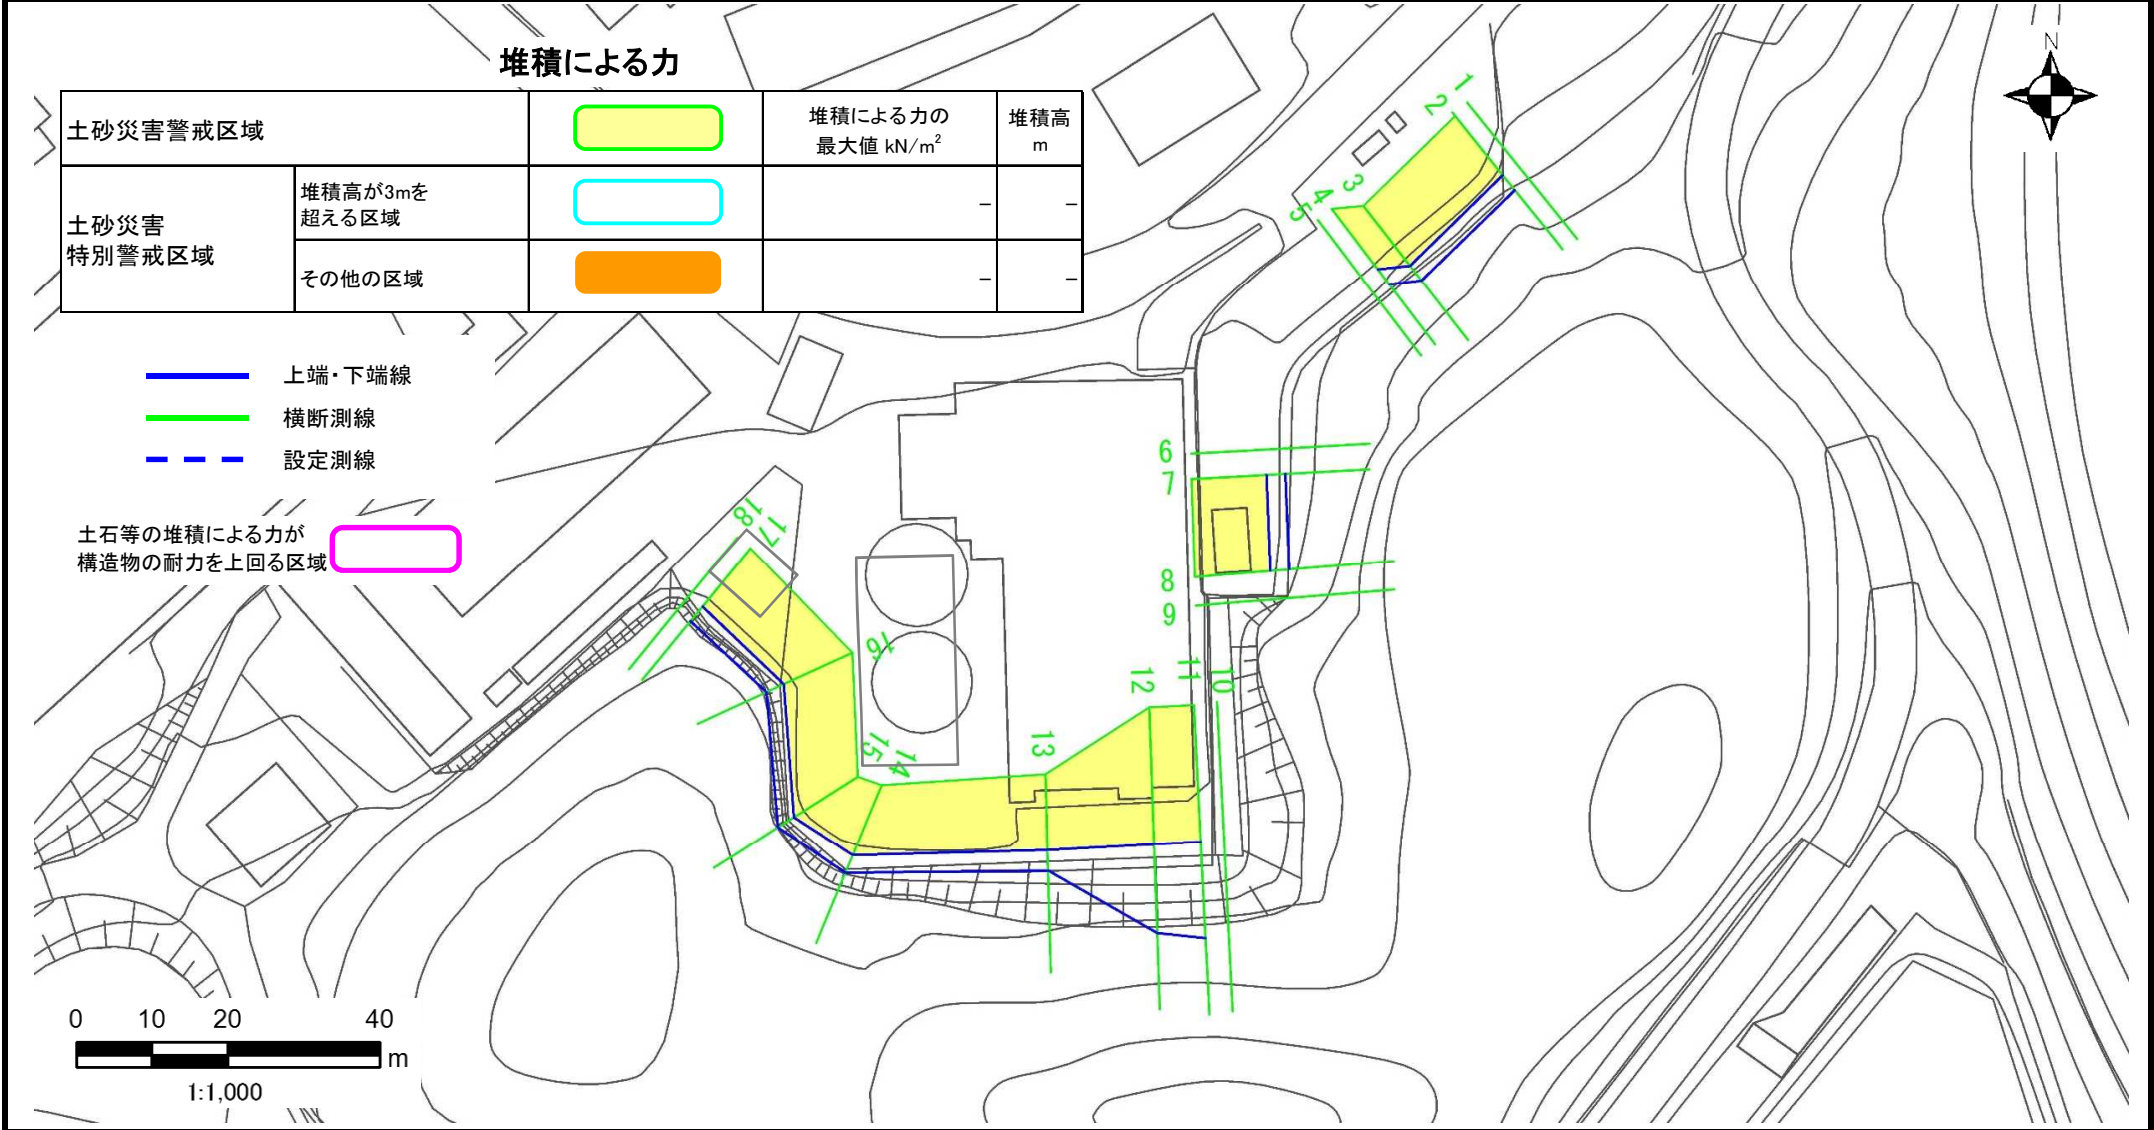 堆積による力
土砂災害警戒区域
堆積による力の
最大値 kN/m²
堆積高
m
土砂災害
特別警戒区域
堆積高が3mを
超える区域
−
−
その他の区域
−
−
上端・下端線
横断測線
設定測線
土石等の堆積による力が
構造物の耐力を上回る区域
N
1
2
3
4
5
6
7
8
9
10
11
12
13
14
15
16
17
18
0 10 20 40
m
1:1,000